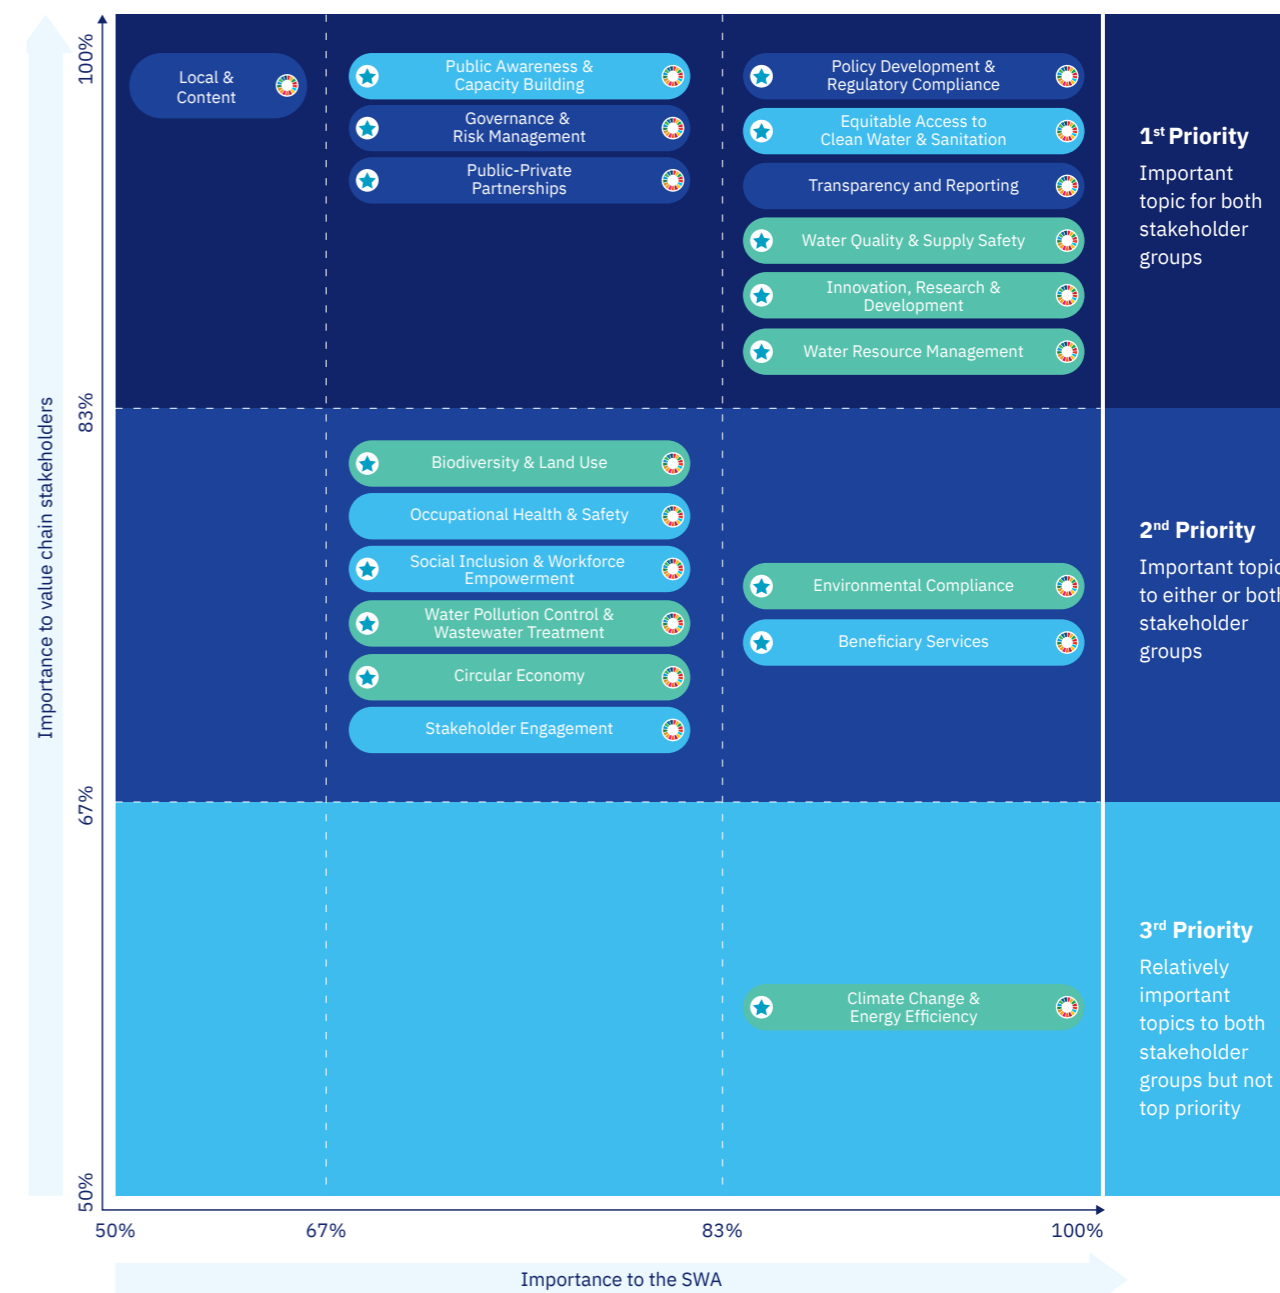 100%
83%
67%
50%
Importance to value chain stakeholders
Local &
Content
Public Awareness &
Capacity Building
Governance &
Risk Management
Public-Private
Partnerships
Policy Development &
Regulatory Compliance
Equitable Access to
Clean Water & Sanitation
Transparency and Reporting
Water Quality & Supply Safety
Innovation, Research &
Development
Water Resource Management
1st Priority
Important
topic for both
stakeholder
groups
Biodiversity & Land Use
Occupational Health & Safety
Social Inclusion & Workforce
Empowerment
Water Pollution Control &
Wastewater Treatment
Circular Economy
Stakeholder Engagement
Environmental Compliance
Beneficiary Services
2nd Priority
Important topic
to either or both
stakeholder
groups
Climate Change &
Energy Efficiency
3rd Priority
Relatively
important
topics to both
stakeholder
groups but not
top priority
50%
67%
83%
100%
Importance to the SWA